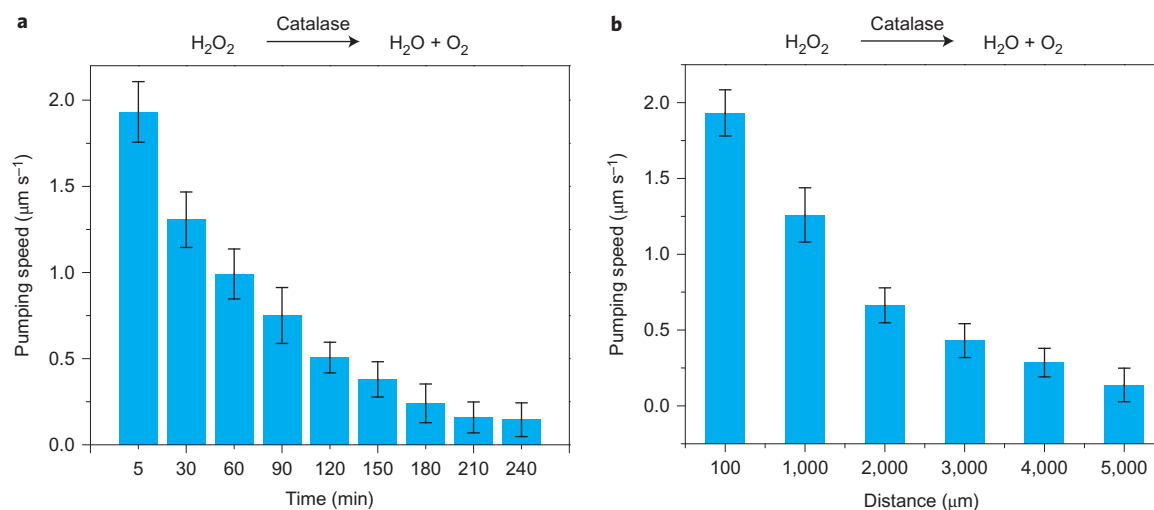 a
Catalase
H₂O₂ → H₂O + O₂
Pumping speed (μm s⁻¹)
2.0
1.5
1.0
0.5
0.0
5 30 60 90 120 150 180 210 240
Time (min)
b
Catalase
H₂O₂ → H₂O + O₂
Pumping speed (μm s⁻¹)
2.0
1.5
1.0
0.5
0.0
100 1,000 2,000 3,000 4,000 5,000
Distance (μm)